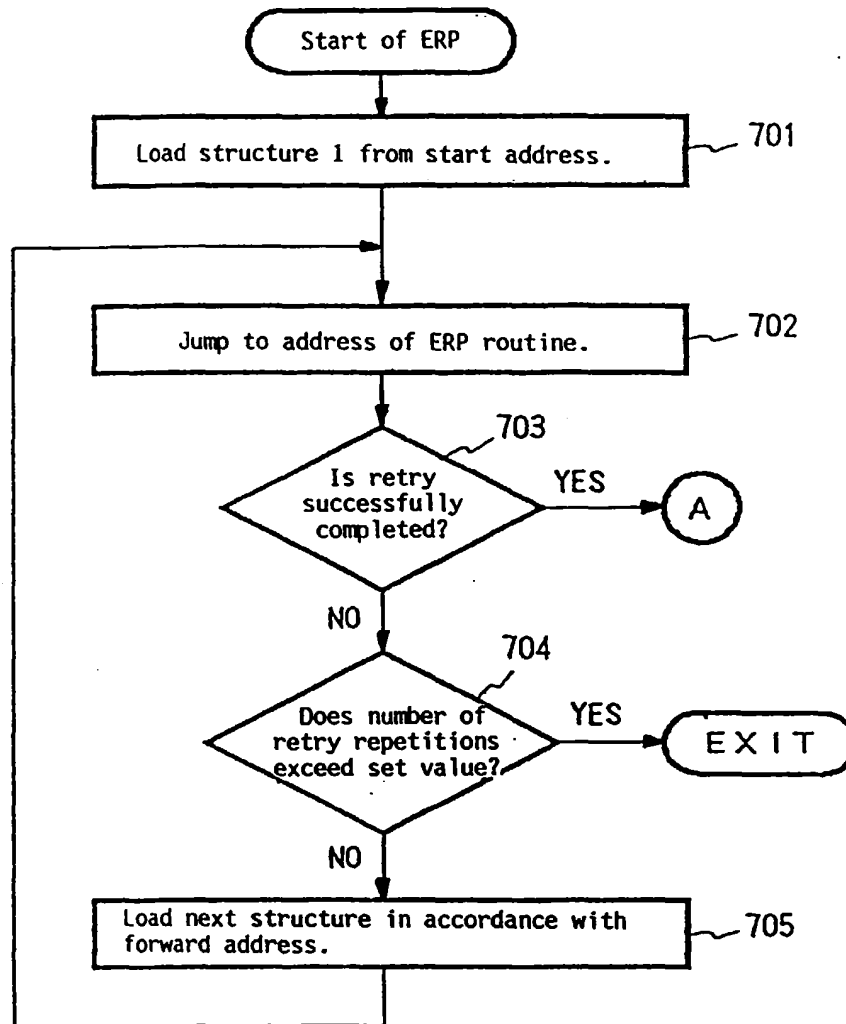 Start of ERP
Load structure 1 from start address.
701
Jump to address of ERP routine.
702
703
Is retry
successfully
completed?
YES
A
NO
704
Does number of
retry repetitions
exceed set value?
YES
EXIT
NO
Load next structure in accordance with
forward address.
705